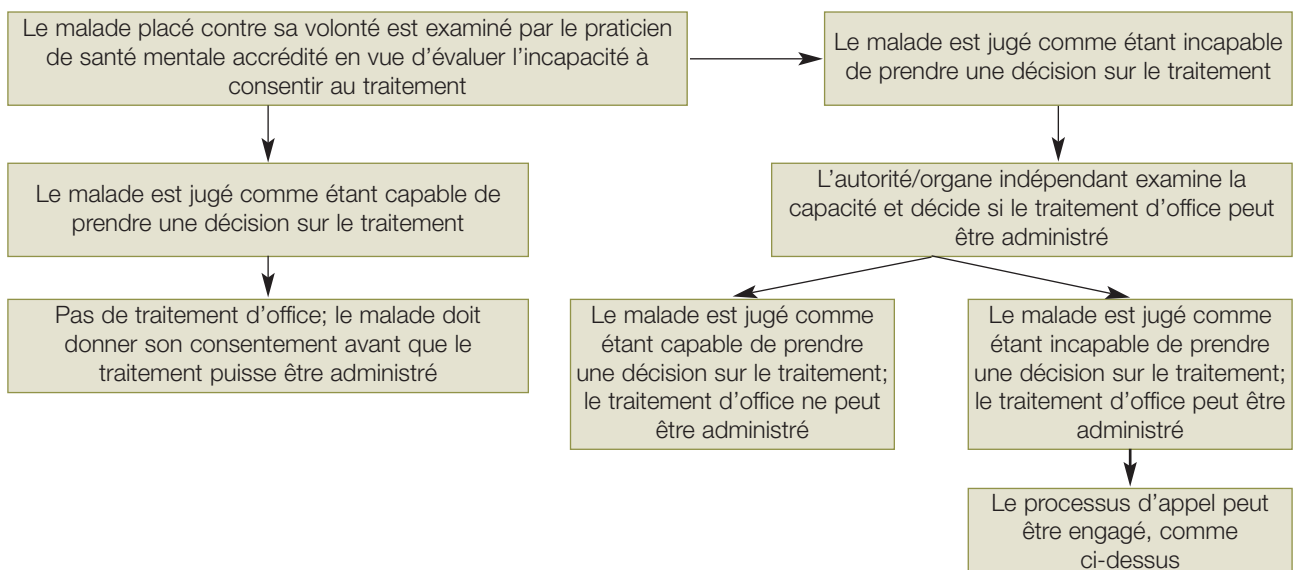 Le malade placé contre sa volonté est examiné par le praticien
de santé mentale accrédité en vue d'évaluer l'incapacité à
consentir au traitement
Le malade est jugé comme étant incapable
de prendre une décision sur le traitement
Le malade est jugé comme étant capable de
prendre une décision sur le traitement
L'autorité/organe indépendant examine la
capacité et décide si le traitement d'office peut
être administré
Pas de traitement d'office; le malade doit
donner son consentement avant que le
traitement puisse être administré
Le malade est jugé comme
étant capable de prendre
une décision sur le traitement;
le traitement d'office ne peut
être administré
Le malade est jugé comme
étant incapable de prendre
une décision sur le traitement;
le traitement d'office peut être
administré
Le processus d'appel peut
être engagé, comme
ci-dessus